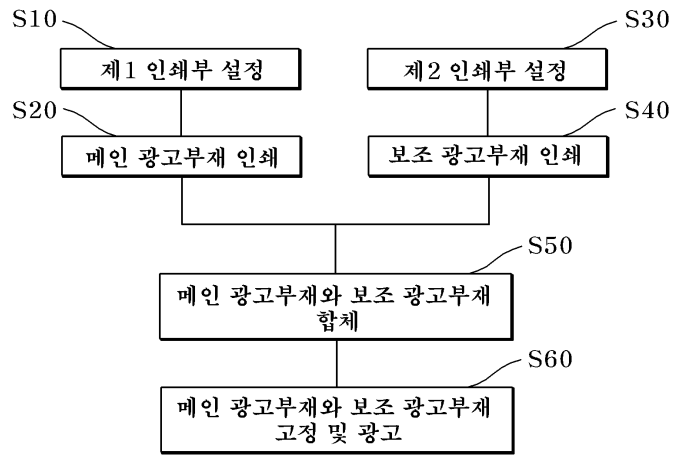 S10
S30
제1 인쇄부 설정
제2 인쇄부 설정
S20
S40
메인 광고부재 인쇄
보조 광고부재 인쇄
S50
메인 광고부재와 보조 광고부재
합체
S60
메인 광고부재와 보조 광고부재
고정 및 광고